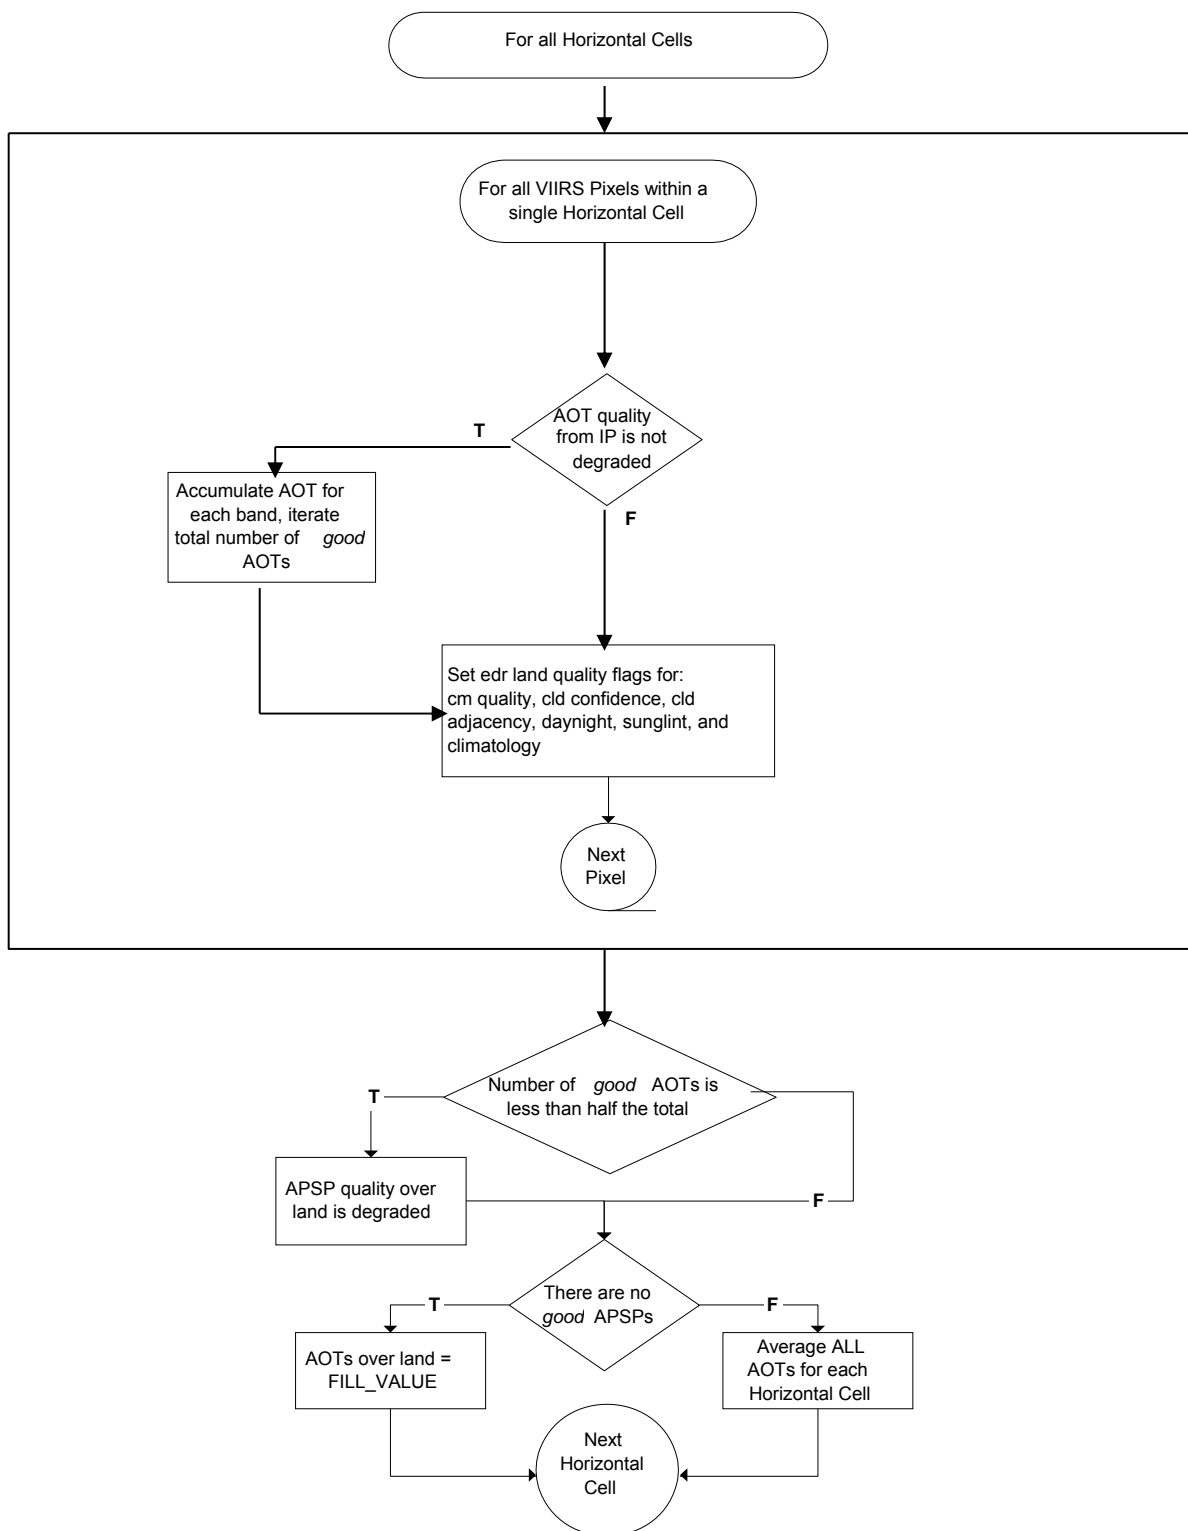 For all Horizontal Cells
For all VIIRS Pixels within a
single Horizontal Cell
AOT quality
from IP is not
degraded
T
F
Accumulate AOT for
each band, iterate
total number of good
AOTs
Set edr land quality flags for:
cm quality, cld confidence, cld
adjacency, daynight, sunglint, and
climatology
Next
Pixel
Number of good AOTs is
less than half the total
T
F
APSP quality over
land is degraded
There are no
good APSPs
T
F
AOTs over land =
FILL_VALUE
Average ALL
AOTs for each
Horizontal Cell
Next
Horizontal
Cell